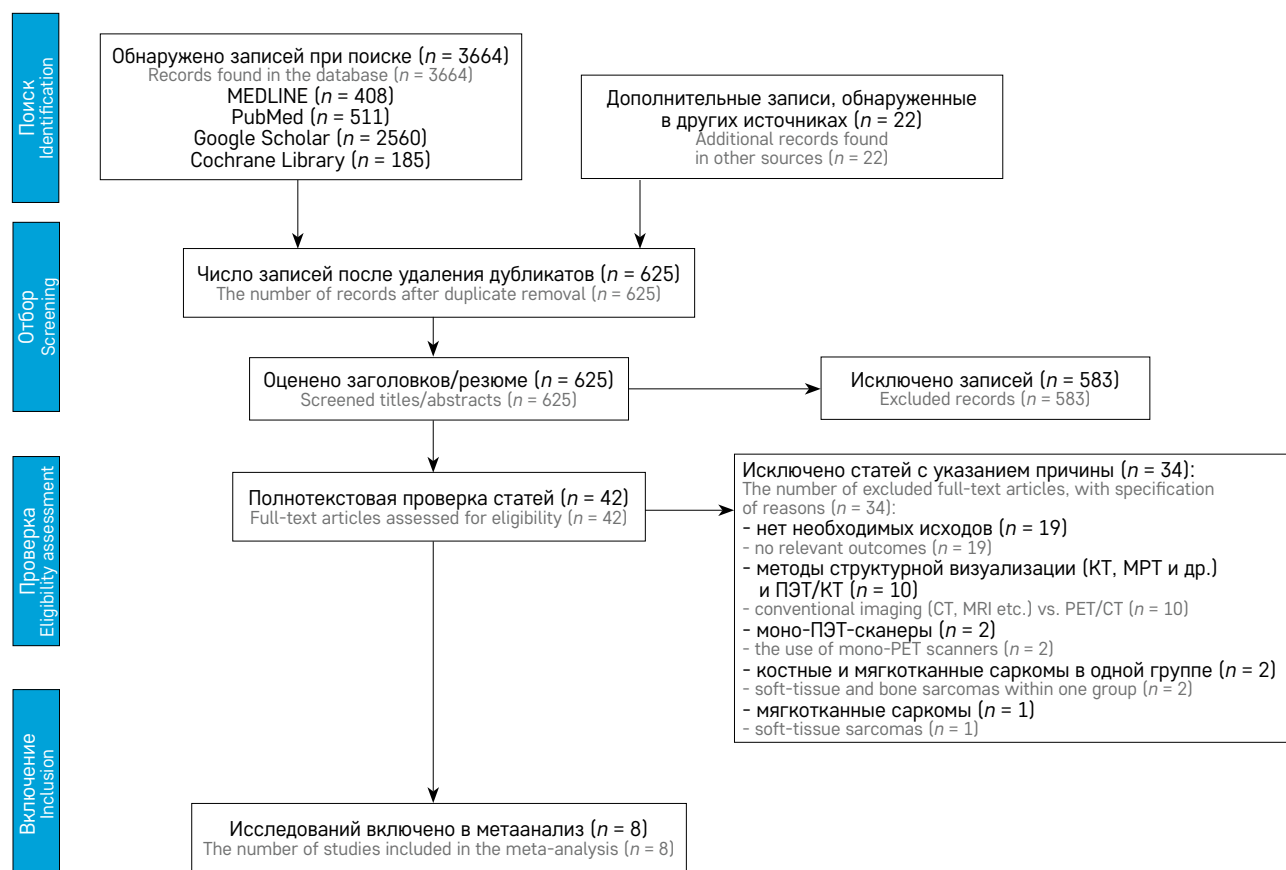 Поиск
Identification
Обнаружено записей при поиске (n = 3664)
Records found in the database (n = 3664)
MEDLINE (n = 408)
PubMed (n = 511)
Google Scholar (n = 2560)
Cochrane Library (n = 185)
Дополнительные записи, обнаруженные
в других источниках (n = 22)
Additional records found
in other sources (n = 22)
Отбор
Screening
Число записей после удаления дубликатов (n = 625)
The number of records after duplicate removal (n = 625)
Оценено заголовков/резюме (n = 625)
Screened titles/abstracts (n = 625)
Исключено записей (n = 583)
Excluded records (n = 583)
Проверка
Eligibility assessment
Полнотекстовая проверка статей (n = 42)
Full-text articles assessed for eligibility (n = 42)
Исключено статей с указанием причины (n = 34):
The number of excluded full-text articles, with specification
of reasons (n = 34):
- нет необходимых исходов (n = 19)
- no relevant outcomes (n = 19)
- методы структурной визуализации (КТ, МРТ и др.)
и ПЭТ/КТ (n = 10)
- conventional imaging (CT, MRI etc.) vs. PET/CT (n = 10)
- моно-ПЭТ-сканеры (n = 2)
- the use of mono-PET scanners (n = 2)
- костные и мягкотканные саркомы в одной группе (n = 2)
- soft-tissue and bone sarcomas within one group (n = 2)
- мягкотканные саркомы (n = 1)
- soft-tissue sarcomas (n = 1)
Включение
Inclusion
Исследований включено в метаанализ (n = 8)
The number of studies included in the meta-analysis (n = 8)